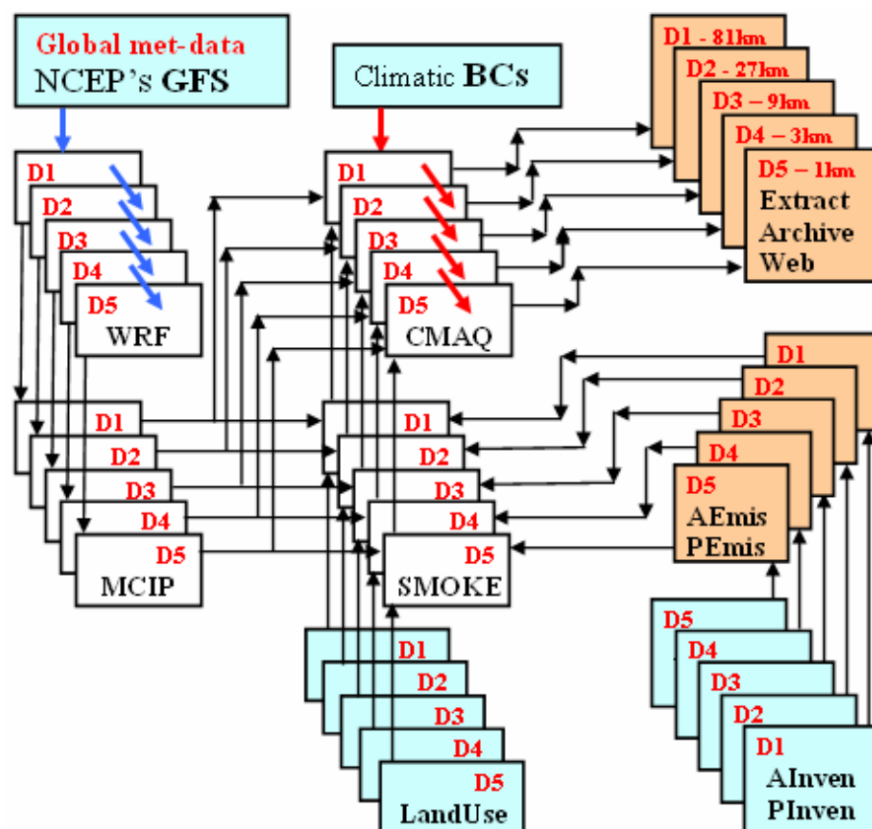 Global met-data
NCEP's GFS
Climatic BCs
D1 - 81km
D2 - 27km
D3 – 9km
D4 – 3km
D5 – 1km
Extract
Archive
Web
D1
D2
D3
D4
D5
WRF
D1
D2
D3
D4
D5
CMAQ
D1
D2
D3
D4
D5
MCIP
D1
D2
D3
D4
D5
SMOKE
D1
D2
D3
D4
D5
AEmis
PEmis
D1
D2
D3
D4
D5
LandUse
D5
D4
D3
D2
D1
AInven
PInven